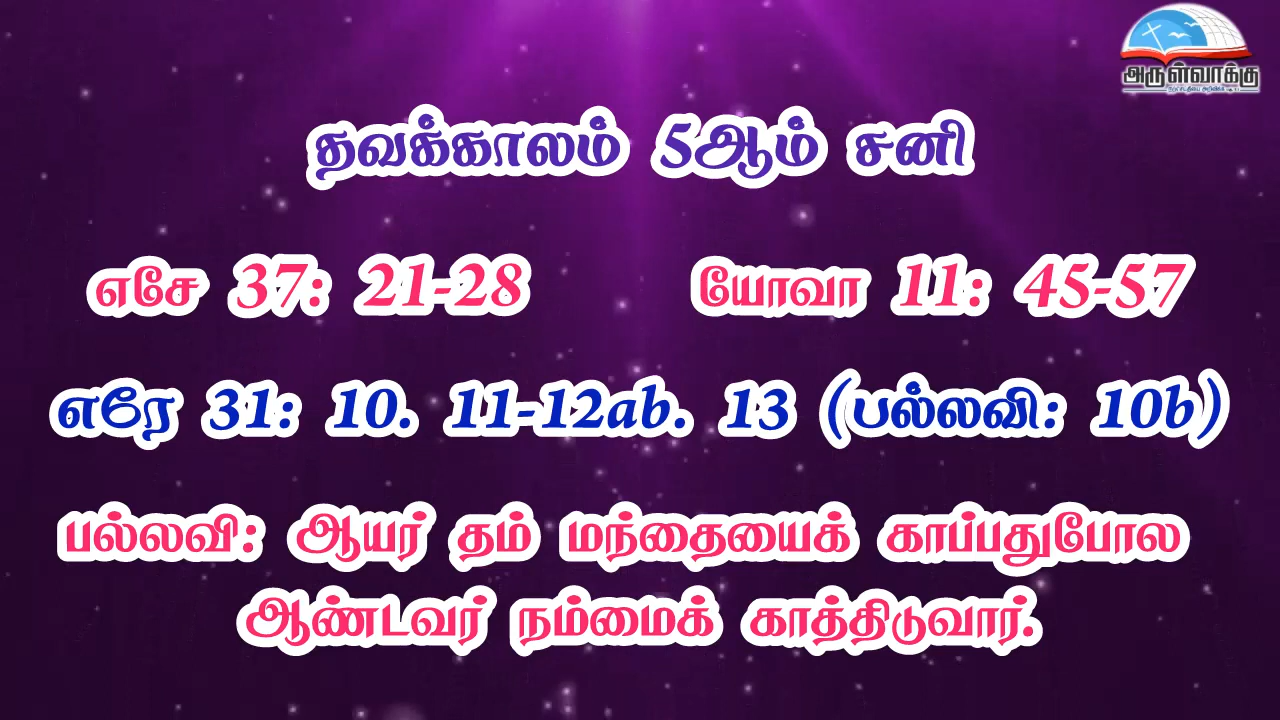 அருள்வாக்கு
தவக்காலம் 5ஆம் சனி
எசே 37: 21-28 யோவா 11: 45-57
எரே 31: 10. 11-12ab. 13 (பல்லவி: 10b)
பல்லவி: ஆயர் தம் மந்தையைக் காப்பதுபோல
ஆண்டவர் நம்மைக் காத்திடுவார்.